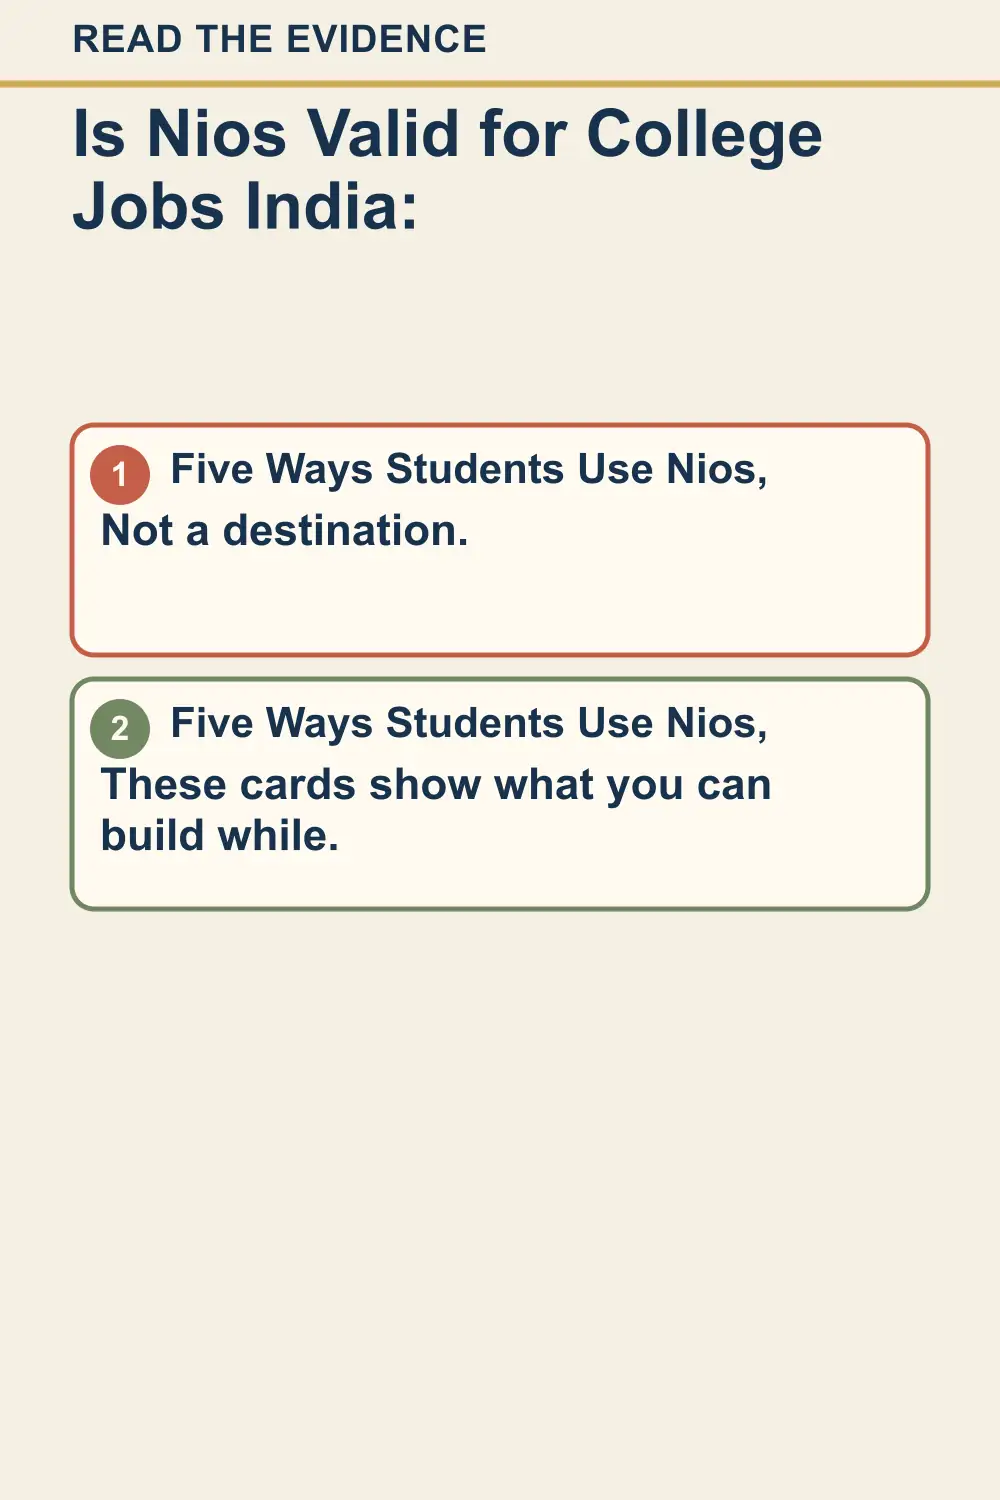 READ THE EVIDENCE
Is Nios Valid for College
Jobs India:
1 Five Ways Students Use Nios,
Not a destination.
2 Five Ways Students Use Nios,
These cards show what you can
build while.